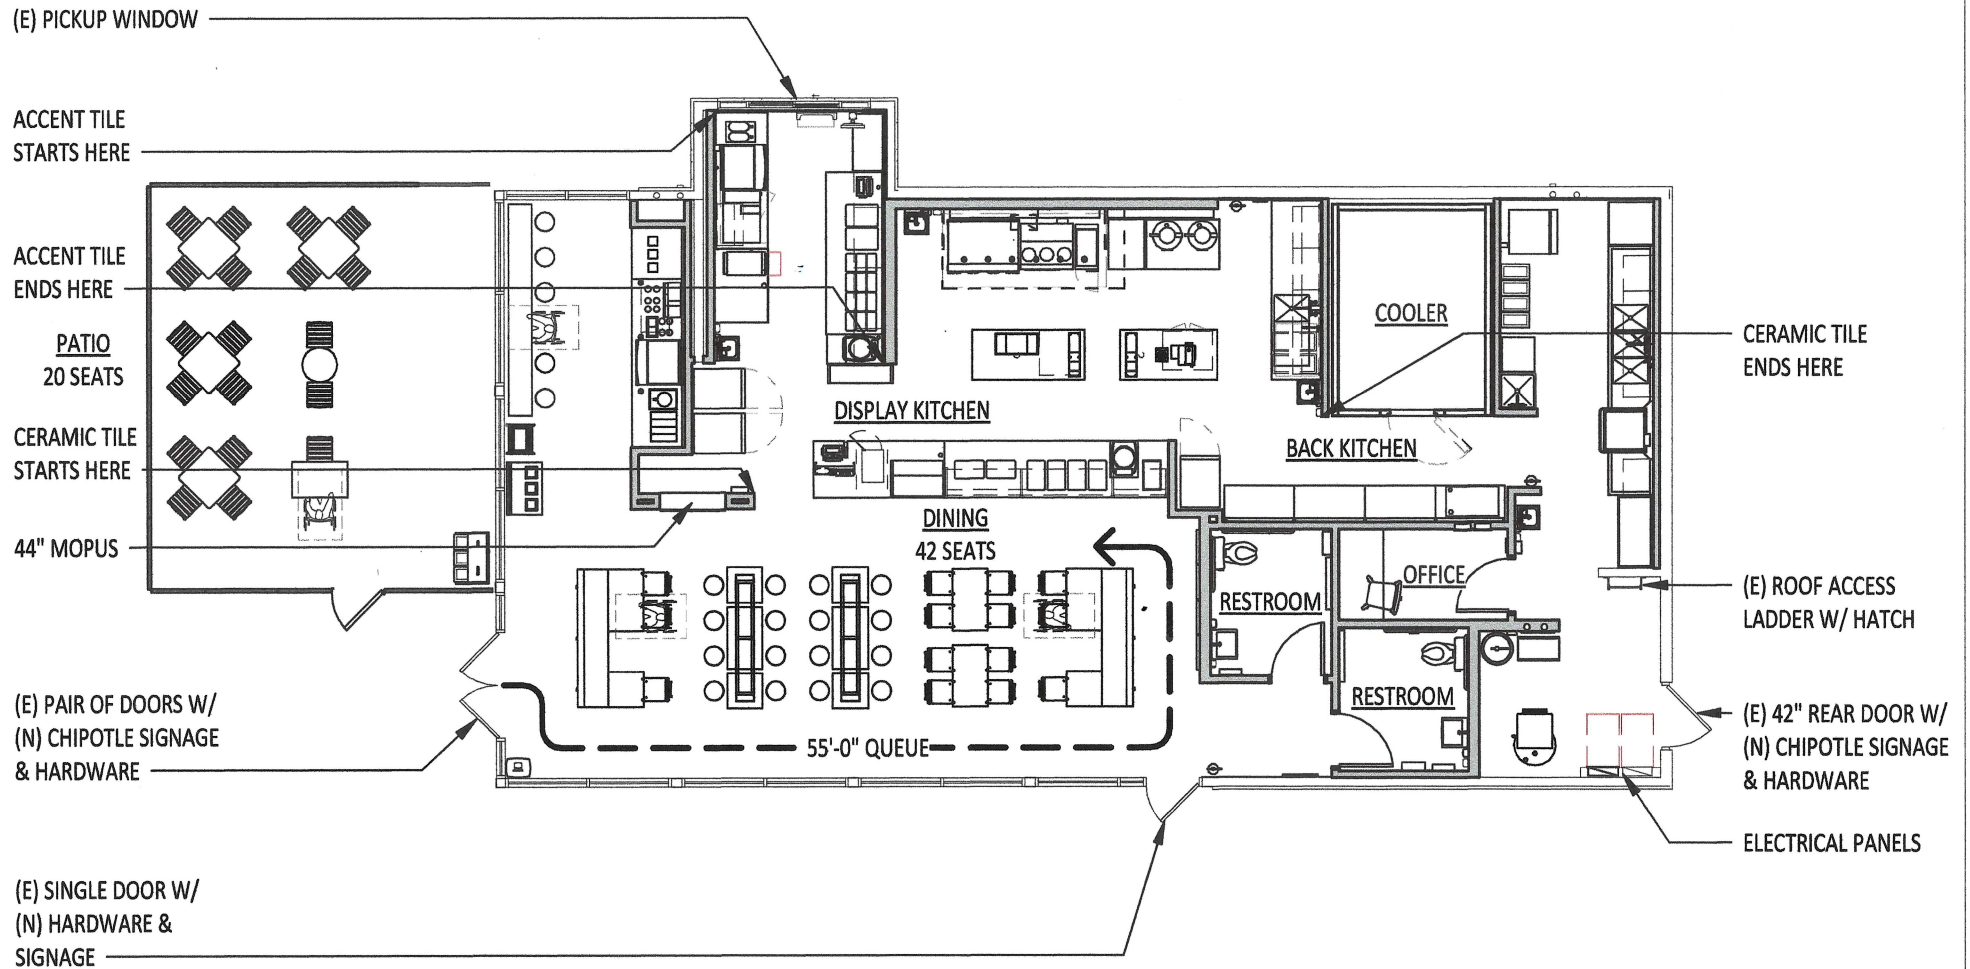 (E) PICKUP WINDOW
ACCENT TILE
STARTS HERE
ACCENT TILE
ENDS HERE
PATIO
20 SEATS
CERAMIC TILE
STARTS HERE
44" MOPUS
(E) PAIR OF DOORS W/
(N) CHIPOTLE SIGNAGE
& HARDWARE
(E) SINGLE DOOR W/
(N) HARDWARE &
SIGNAGE
DISPLAY KITCHEN
DINING
42 SEATS
55'-0" QUEUE
COOLER
BACK KITCHEN
OFFICE
RESTROOM
RESTROOM
CERAMIC TILE
ENDS HERE
(E) ROOF ACCESS
LADDER W/ HATCH
(E) 42" REAR DOOR W/
(N) CHIPOTLE SIGNAGE
& HARDWARE
ELECTRICAL PANELS